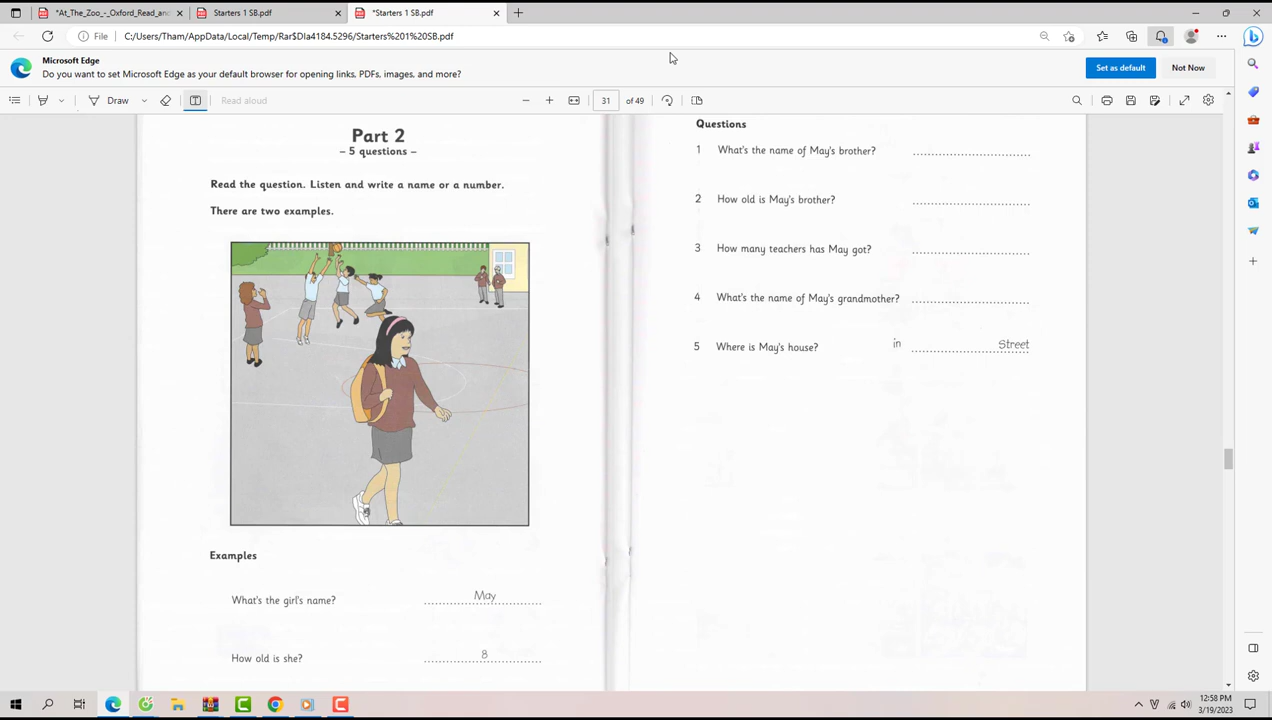 *At_The_Zoo_-_Oxford_Read_and
Starters 1 SB.pdf
*Starters 1 SB.pdf
File
C:/Users/Tham/AppData/Local/Temp/Rar$DIa4184.5296/Starters%201%20SB.pdf
Microsoft Edge
Do you want to set Microsoft Edge as your default browser for opening links, PDFs, images, and more?
Set as default
Not Now
Draw
Read aloud
31
of 49
Part 2
– 5 questions –
Read the question. Listen and write a name or a number.
There are two examples.
Examples
What's the girl's name? May
How old is she? 8
Questions
1 What's the name of May's brother?
2 How old is May's brother?
3 How many teachers has May got?
4 What's the name of May's grandmother?
5 Where is May's house? in Street
12:58 PM
3/19/2023